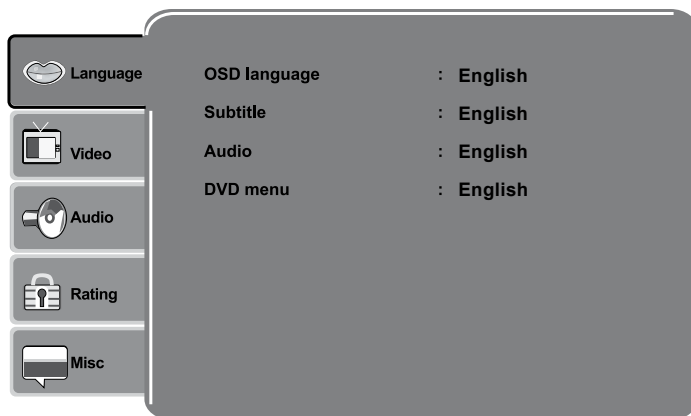 Language
Video
Audio
Rating
Misc
OSD language : English
Subtitle : English
Audio : English
DVD menu : English